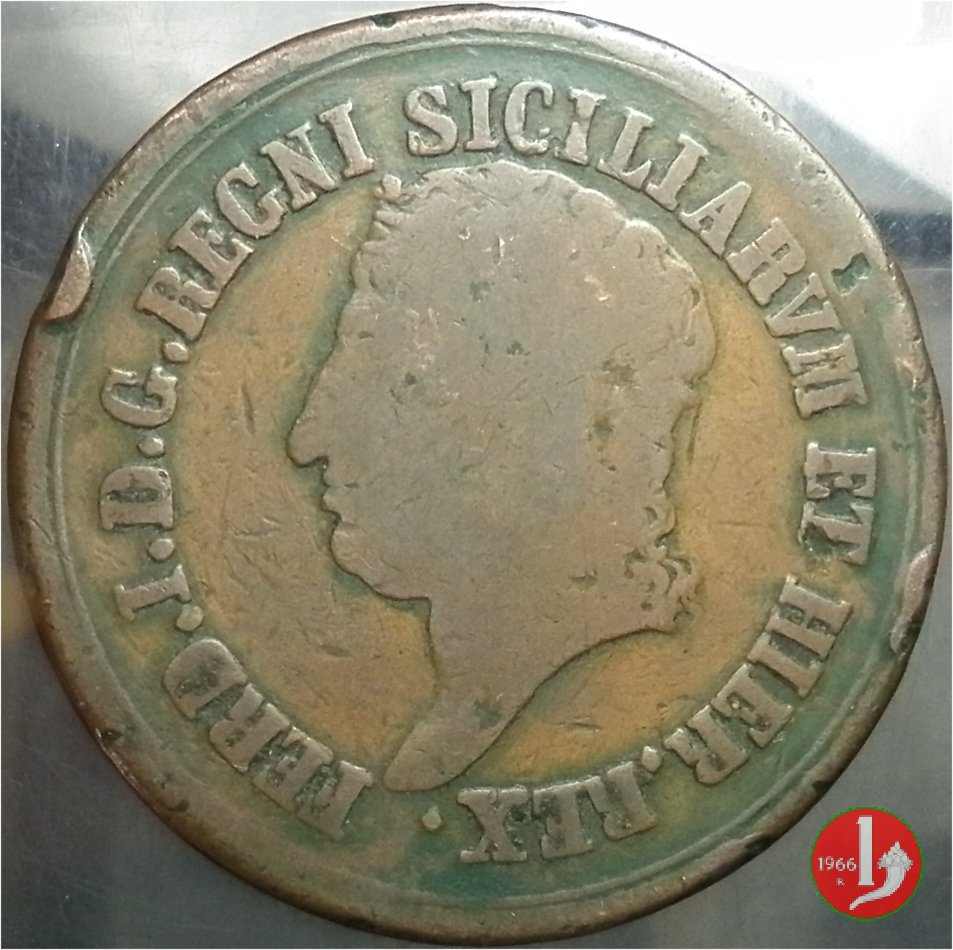 FERD.I.D.G.REGNI SICILIARVM ET HIER.REX.
1966
R